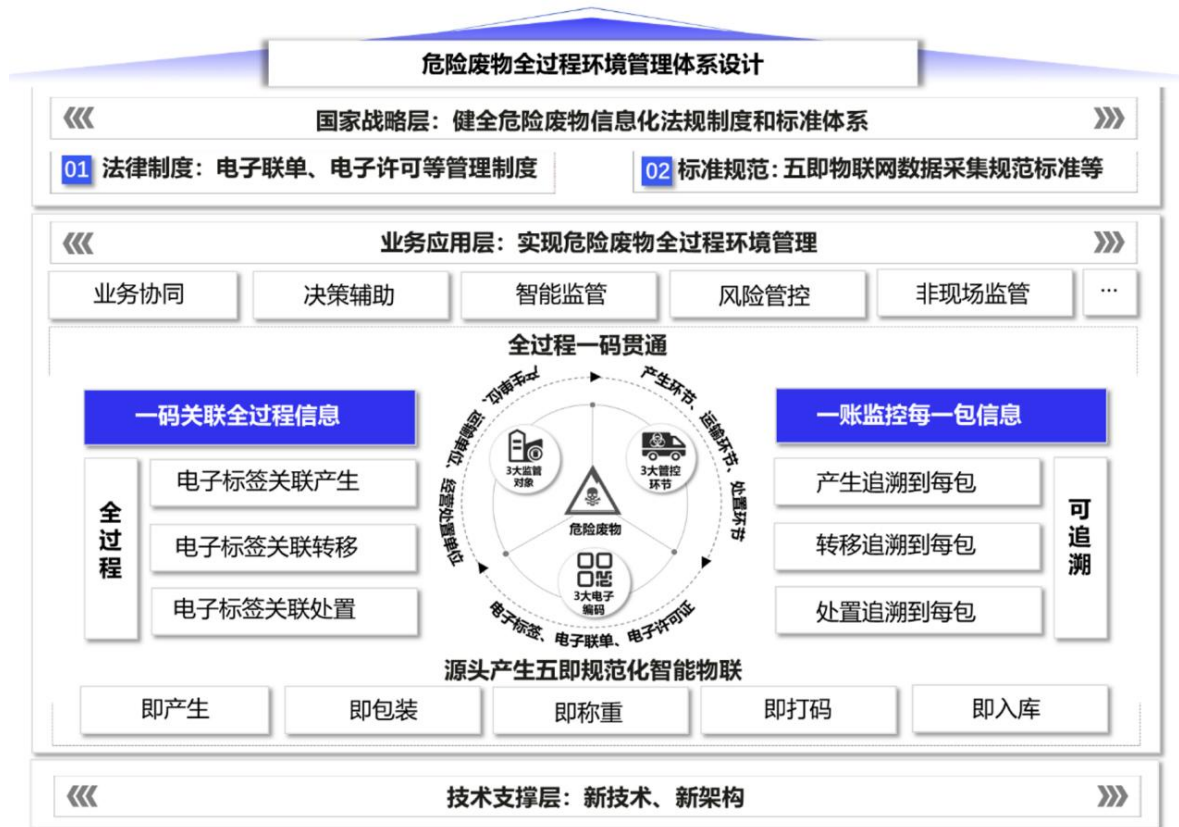 危险废物全过程环境管理体系设计
国家战略层：健全危险废物信息化法规制度和标准体系
01 法律制度：电子联单、电子许可等管理制度
02 标准规范：五即物联网数据采集规范标准等
业务应用层：实现危险废物全过程环境管理
业务协同
决策辅助
智能监管
风险管控
非现场监管
...
全过程一码贯通
一码关联全过程信息
全过程
电子标签关联产生
电子标签关联转移
电子标签关联处置
产生单位、运输单位、经营处置单位
产生环节、运输环节、处置环节
电子标签、电子联单、电子许可证
3大监管
对象
3大管控
环节
危险废物
3大电子
编码
一账监控每一包信息
产生追溯到每包
转移追溯到每包
处置追溯到每包
可追溯
源头产生五即规范化智能物联
即产生
即包装
即称重
即打码
即入库
技术支撑层：新技术、新架构